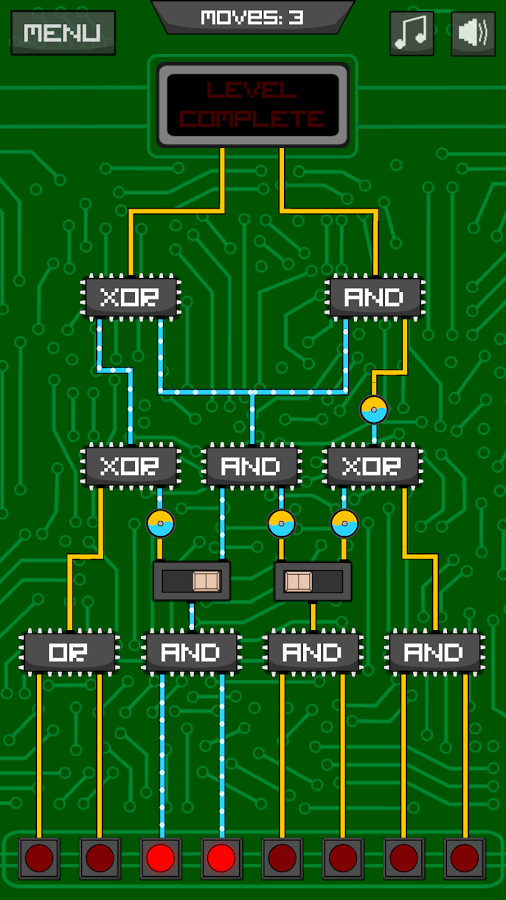 MENU
MOVES: 3
LEVEL
COMPLETE
XOR
AND
XOR
AND
XOR
OR
AND
AND
AND